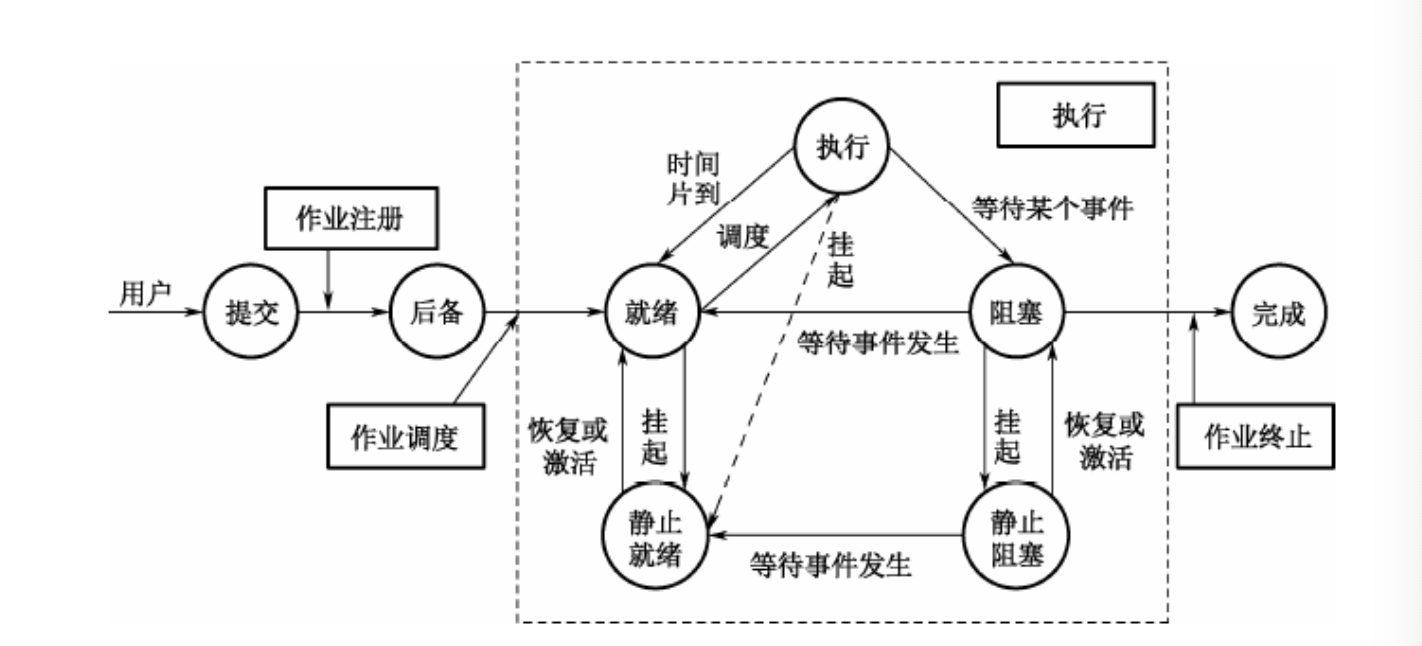 执行
执行
时间
片到
等待某个事件
作业注册
调度
挂
起
用户
提交
后备
就绪
阻塞
完成
等待事件发生
作业调度
恢复或
激活
挂
起
挂
起
恢复或
激活
作业终止
静止
就绪
静止
阻塞
等待事件发生